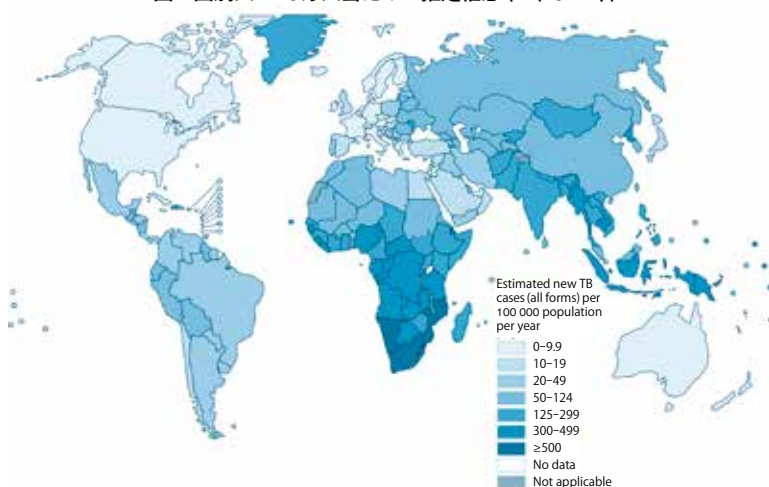 Estimated new TB
cases (all forms) per
100 000 population
per year
0–9.9
10–19
20–49
50–124
125–299
300–499
≥500
No data
Not applicable